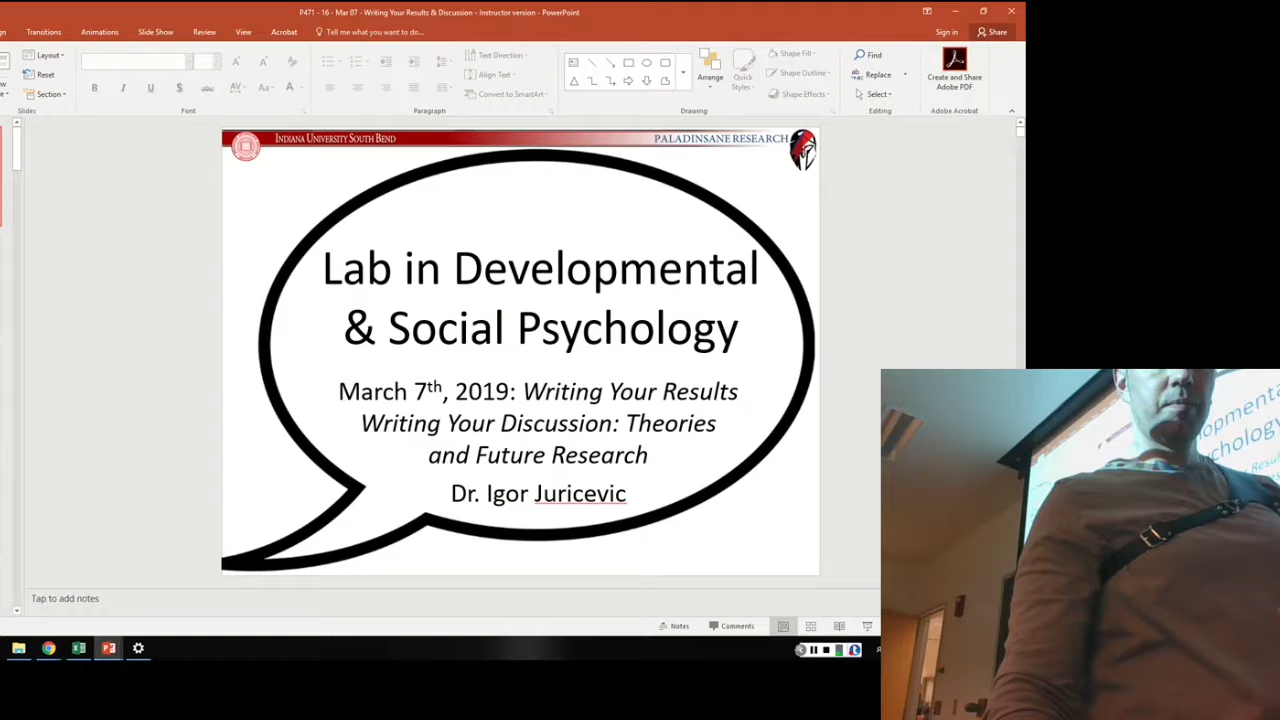 P471 - 16 - Mar 07 - Writing Your Results & Discussion - Instructor version - PowerPoint
Transitions Animations Slide Show Review View Acrobat Tell me what you want to do... Sign in Share
Layout
Reset
Section
Slides
B I U S abc AV Aa A
Font
Text Direction
Align Text
Convert to SmartArt
Paragraph
Arrange
Quick Styles
Shape Fill
Shape Outline
Shape Effects
Drawing
Find
Replace
Select
Editing
Create and Share
Adobe PDF
Adobe Acrobat
INDIANA UNIVERSITY SOUTH BEND
PALADINSANE RESEARCH
Lab in Developmental
& Social Psychology
March 7th, 2019: Writing Your Results
Writing Your Discussion: Theories
and Future Research
Dr. Igor Juricevic
Tap to add notes
Notes Comments